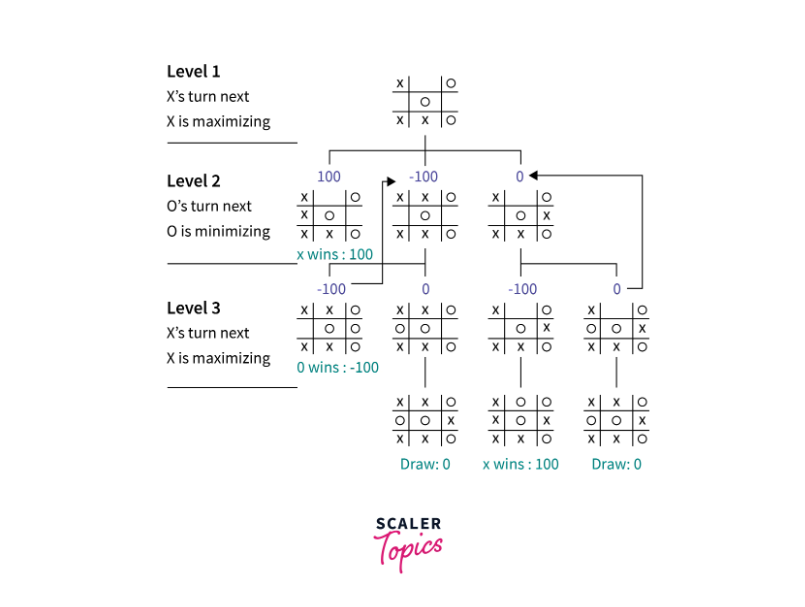 Level 1
X's turn next
X is maximizing
X O
O
X X O
Level 2
O's turn next
O is minimizing
100 -100 0
X O X X O X O
X O O O X
X X O X X O X X O
x wins : 100
Level 3
X's turn next
X is maximizing
-100 0 -100 0
X X O X X O X O X O
O O O O O X O O X
X X O X X O X X O X X O
0 wins : -100
X X O X O O X X O
O O X X O X O O X
X X O X X O X X O
Draw: 0 x wins : 100 Draw: 0
SCALER
Topics